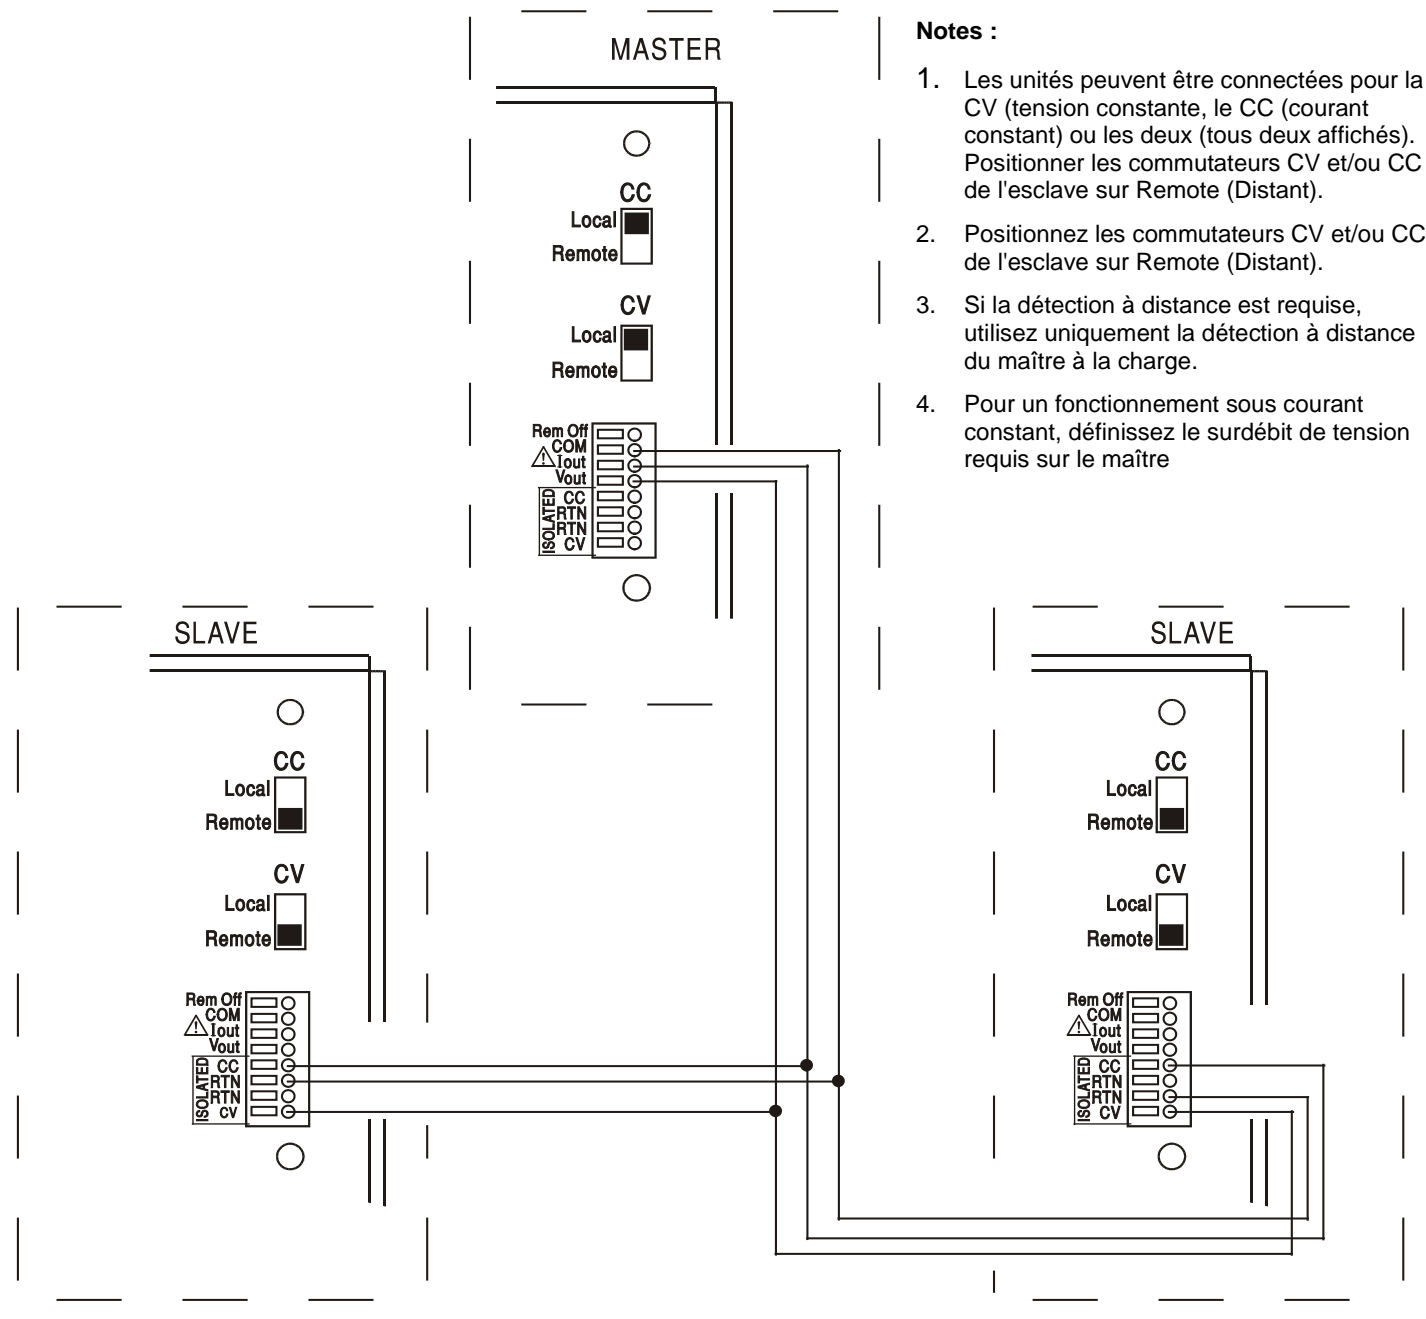 MASTER
CC
Local
Remote
CV
Local
Remote
Rem Off
COM
Iout
Vout
ISOLATED
CC
RTN
RTN
CV
Notes :
1. Les unités peuvent être connectées pour la
CV (tension constante, le CC (courant
constant) ou les deux (tous deux affichés).
Positionner les commutateurs CV et/ou CC
de l'esclave sur Remote (Distant).
2. Positionnez les commutateurs CV et/ou CC
de l'esclave sur Remote (Distant).
3. Si la détection à distance est requise,
utilisez uniquement la détection à distance
du maître à la charge.
4. Pour un fonctionnement sous courant
constant, définissez le surdébit de tension
requis sur le maître
SLAVE
CC
Local
Remote
CV
Local
Remote
Rem Off
COM
Iout
Vout
ISOLATED
CC
RTN
RTN
CV
SLAVE
CC
Local
Remote
CV
Local
Remote
Rem Off
COM
Iout
Vout
ISOLATED
CC
RTN
RTN
CV